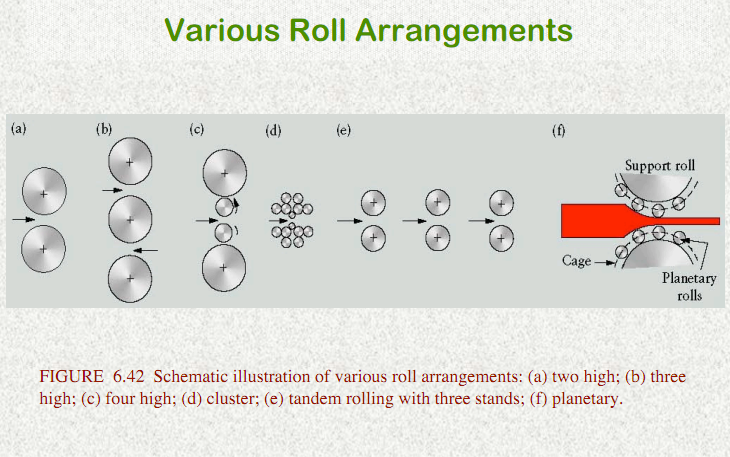 Various Roll Arrangements
(a)
(b)
(c)
(d)
(e)
(f)
Support roll
Cage
Planetary
rolls
FIGURE 6.42 Schematic illustration of various roll arrangements: (a) two high; (b) three
high; (c) four high; (d) cluster; (e) tandem rolling with three stands; (f) planetary.